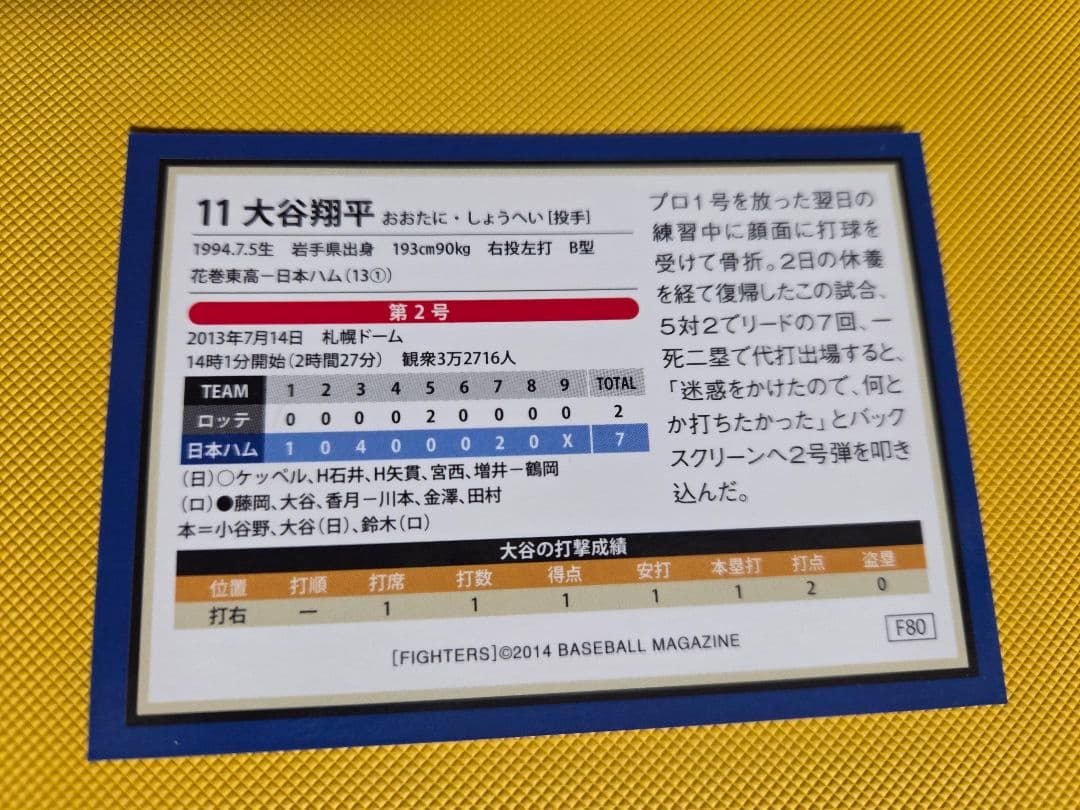 11 大谷翔平 おおたに・しょうへい[投手]
1994.7.5生 岩手県出身 193cm90kg 右投左打 B型
花巻東高－日本ハム(13①)
第2号
2013年7月14日 札幌ドーム
14時1分開始(2時間27分) 観衆3万2716人
TEAM 1 2 3 4 5 6 7 8 9 TOTAL
ロッテ 0 0 0 0 2 0 0 0 0 2
日本ハム 1 0 4 0 0 0 2 0 X 7
(日)○ケッペル、H石井、H矢貫、宮西、増井－鶴岡
(ロ)●藤岡、大谷、香月－川本、金澤、田村
本＝小谷野、大谷(日)、鈴木(ロ)
プロ1号を放った翌日の
練習中に顔面に打球を
受けて骨折。2日の休養
を経て復帰したこの試合、
5対2でリードの7回、一
死二塁で代打出場すると、
「迷惑をかけたので、何と
か打ちたかった」とバック
スクリーンへ2号弾を叩き
込んだ。
大谷の打撃成績
位置 打順 打席 打数 得点 安打 本塁打 打点 盗塁
打右 一 1 1 1 1 1 2 0
[FIGHTERS]©2014 BASEBALL MAGAZINE
F80